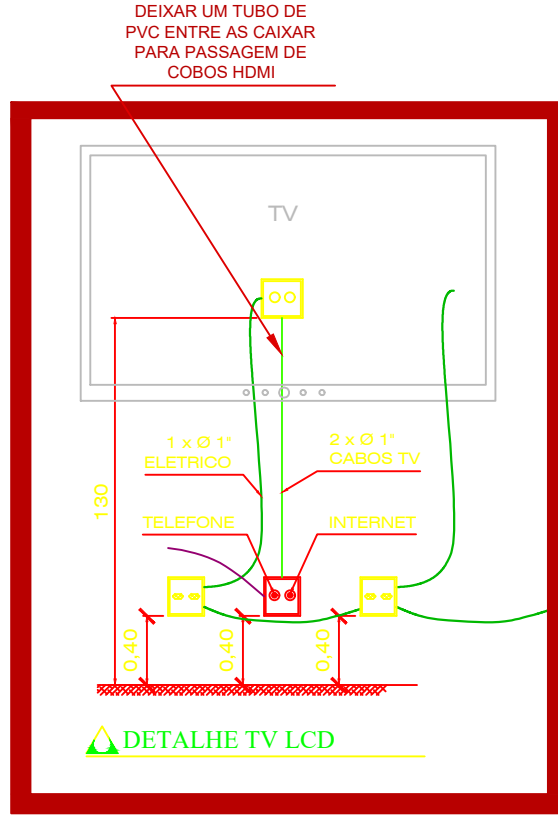 DEIXAR UM TUBO DE
PVC ENTRE AS CAIXAR
PARA PASSAGEM DE
COBOS HDMI
TV
1 x Ø 1"
ELETRICO
2 x Ø 1"
CABOS TV
130
TELEFONE
INTERNET
0,40
0,40
0,40
DETALHE TV LCD